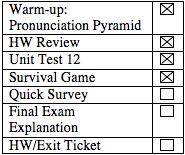 Warm-up: ☒
Pronunciation Pyramid
HW Review ☒
Unit Test 12 ☒
Survival Game ☒
Quick Survey ☐
Final Exam ☐
Explanation
HW/Exit Ticket ☐